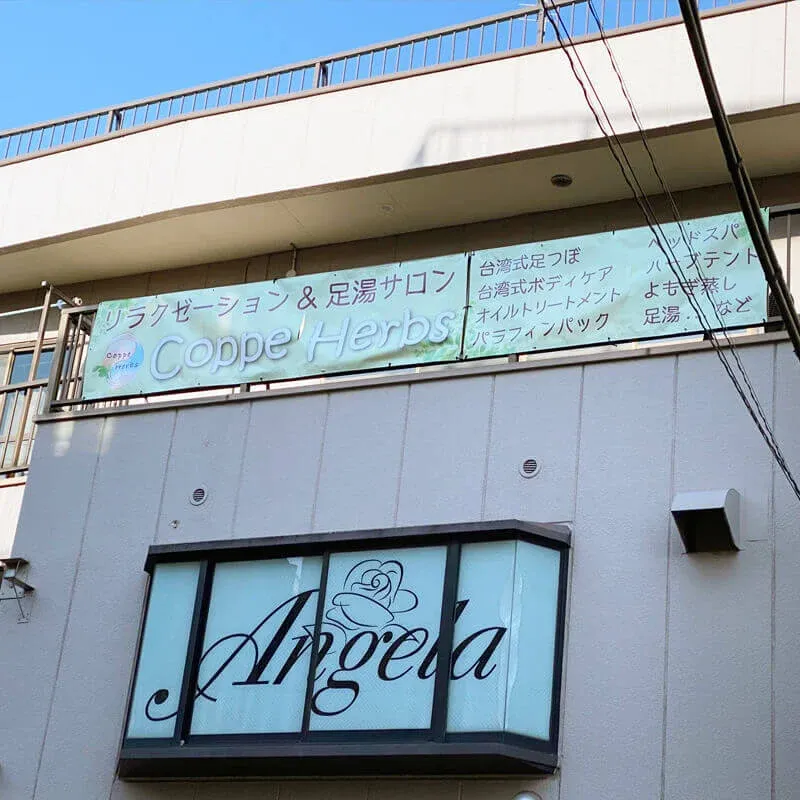 リラクゼーション & 足湯サロン
Coppe Herbs
Coppe
Herbs
台湾式足つぼ
台湾式ボディケア
オイルトリートメント
パラフィンパック
ヘッドスパ
ハーブテント
よもぎ蒸し
足湯... など
Angela